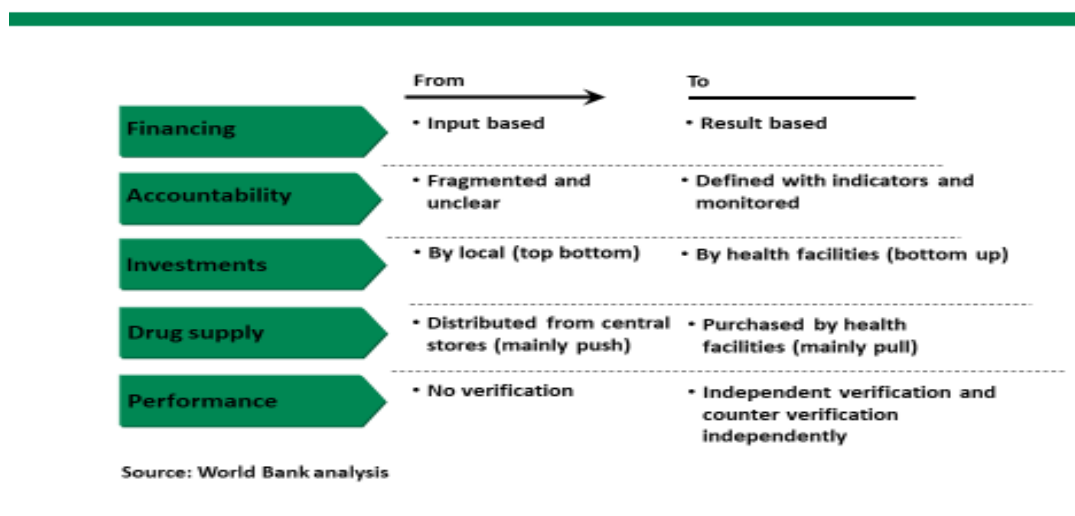 From
To
Financing
• Input based
• Result based
Accountability
• Fragmented and
unclear
• Defined with indicators and
monitored
Investments
• By local (top bottom)
• By health facilities (bottom up)
Drug supply
• Distributed from central
stores (mainly push)
• Purchased by health
facilities (mainly pull)
Performance
• No verification
• Independent verification and
counter verification
independently
Source: World Bank analysis